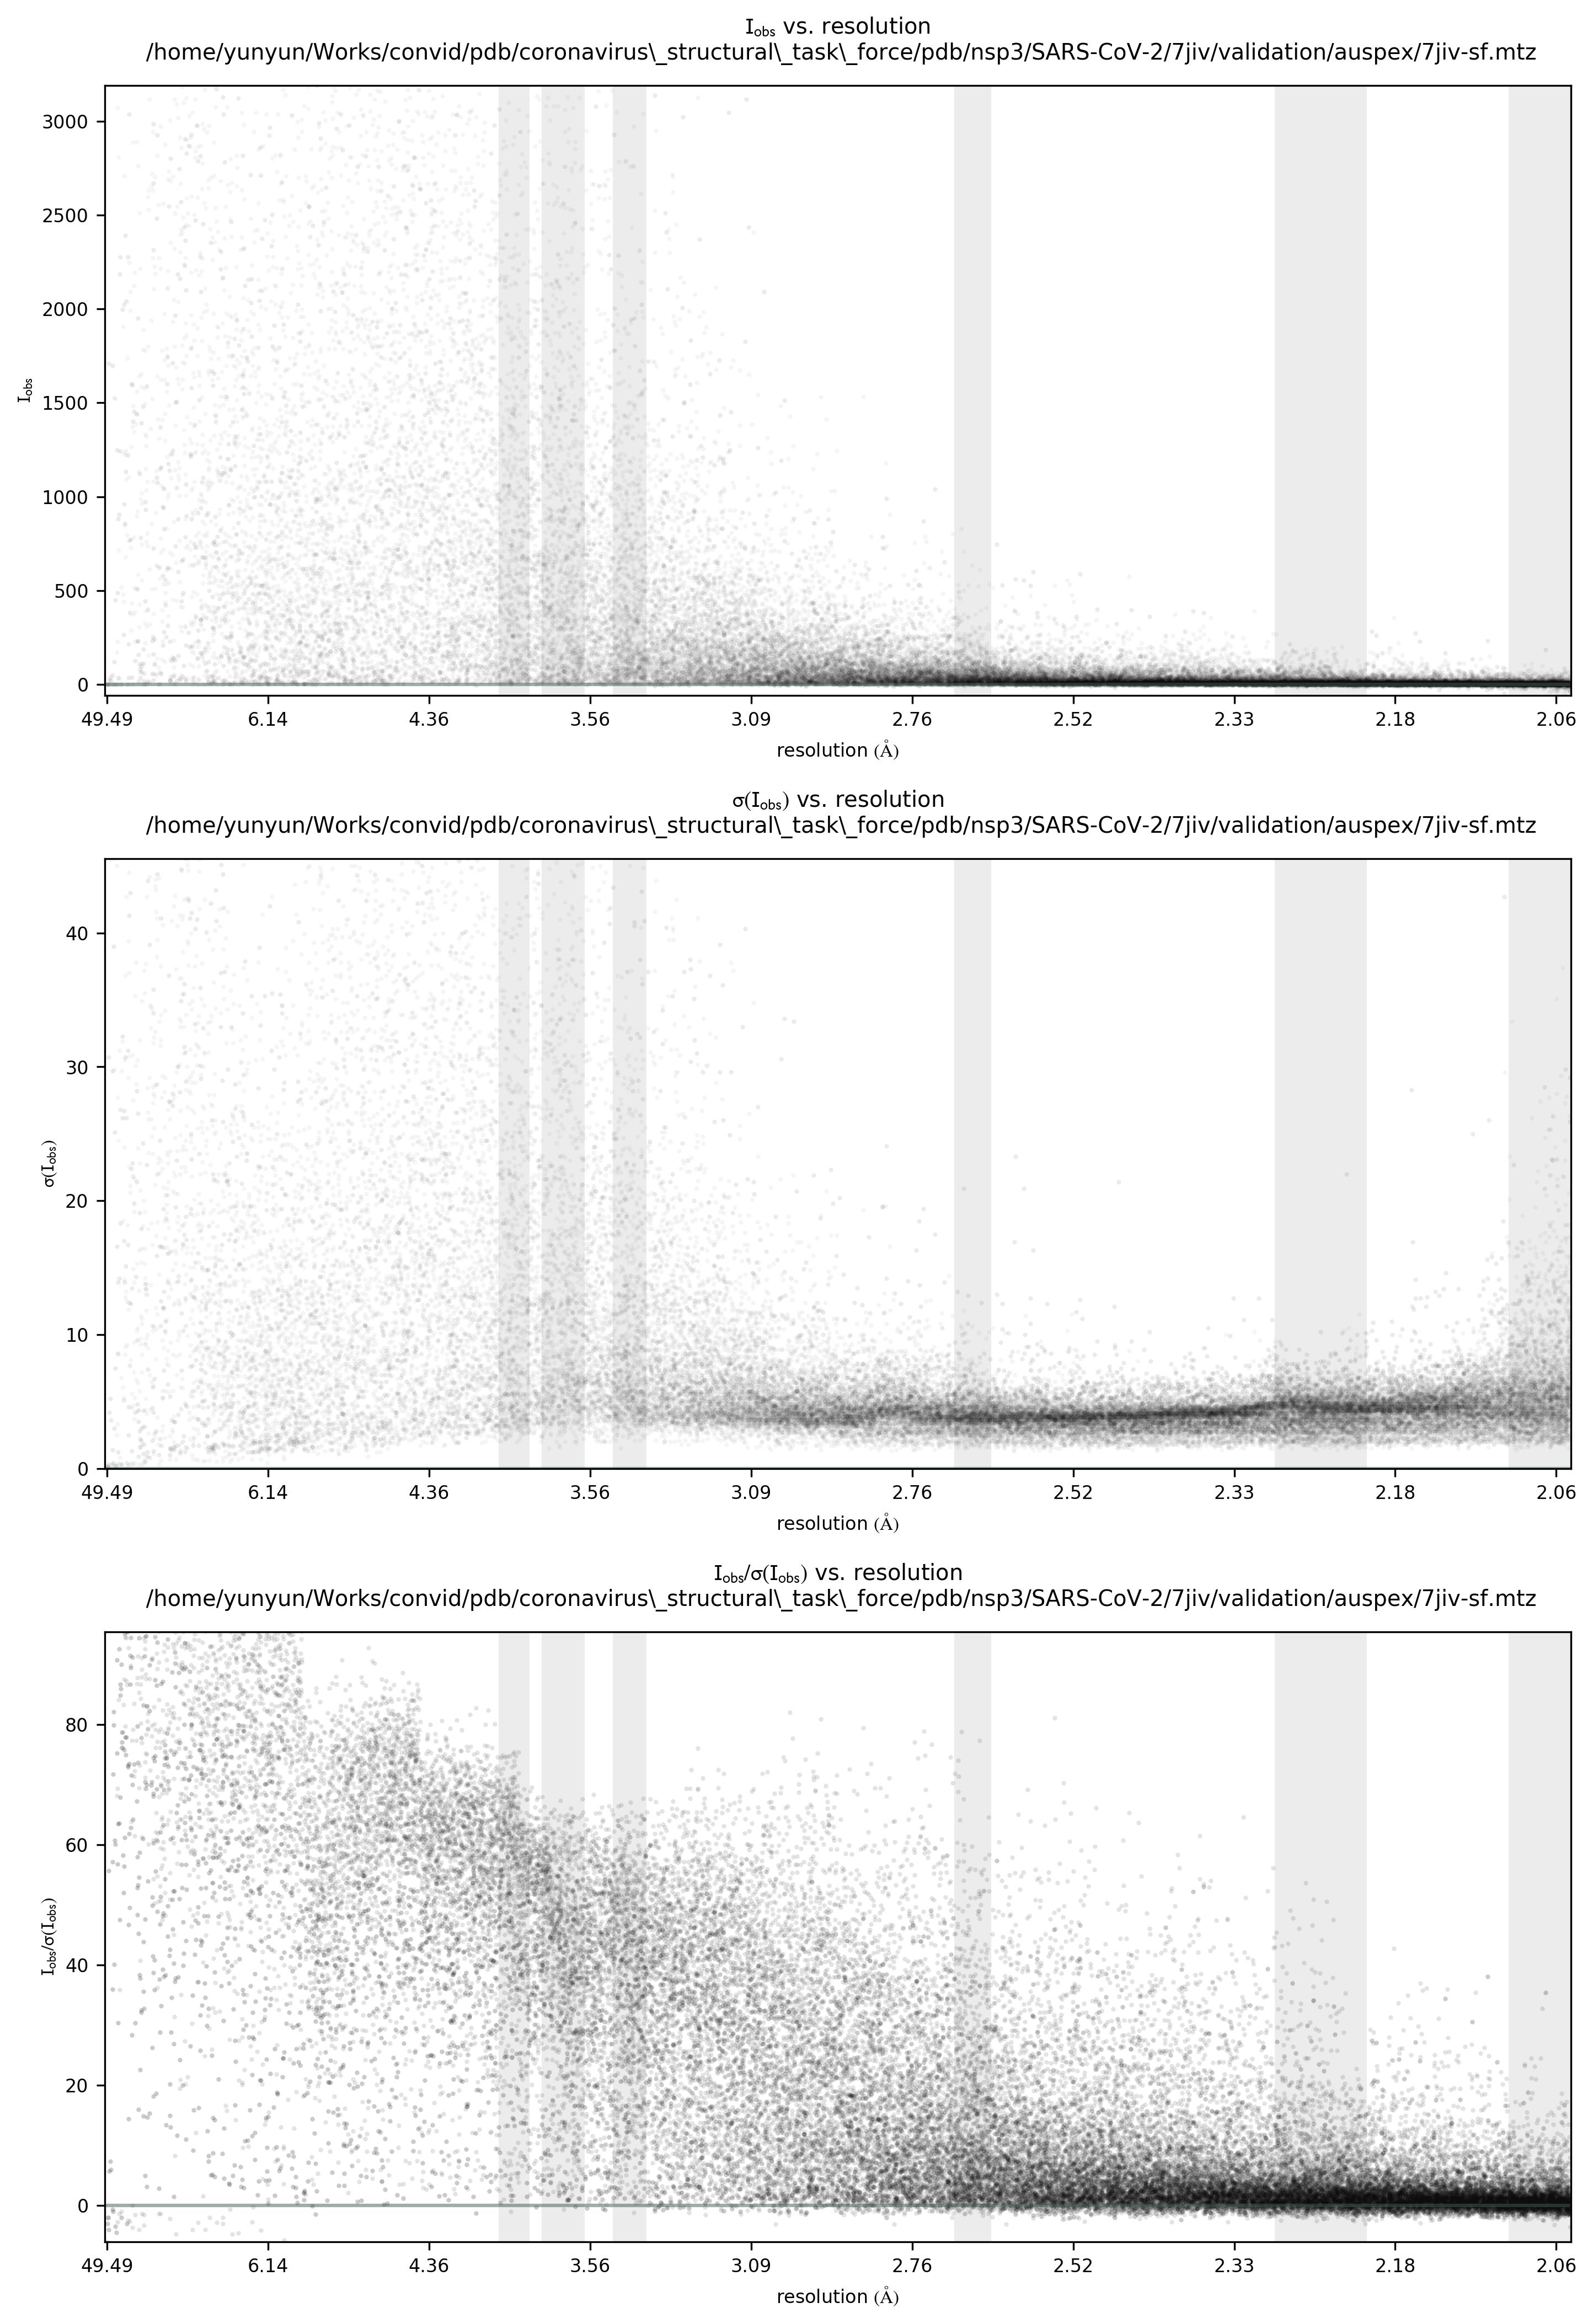 I_obs vs. resolution
/home/yunyun/Works/convid/pdb/coronavirus\_structural\_task\_force/pdb/nsp3/SARS-CoV-2/7jiv/validation/auspex/7jiv-sf.mtz
3000
2500
2000
1500
1000
500
0
I_obs
49.49 6.14 4.36 3.56 3.09 2.76 2.52 2.33 2.18 2.06
resolution (Å)
σ(I_obs) vs. resolution
/home/yunyun/Works/convid/pdb/coronavirus\_structural\_task\_force/pdb/nsp3/SARS-CoV-2/7jiv/validation/auspex/7jiv-sf.mtz
40
30
20
10
0
σ(I_obs)
49.49 6.14 4.36 3.56 3.09 2.76 2.52 2.33 2.18 2.06
resolution (Å)
I_obs/σ(I_obs) vs. resolution
/home/yunyun/Works/convid/pdb/coronavirus\_structural\_task\_force/pdb/nsp3/SARS-CoV-2/7jiv/validation/auspex/7jiv-sf.mtz
80
60
40
20
0
I_obs/σ(I_obs)
49.49 6.14 4.36 3.56 3.09 2.76 2.52 2.33 2.18 2.06
resolution (Å)